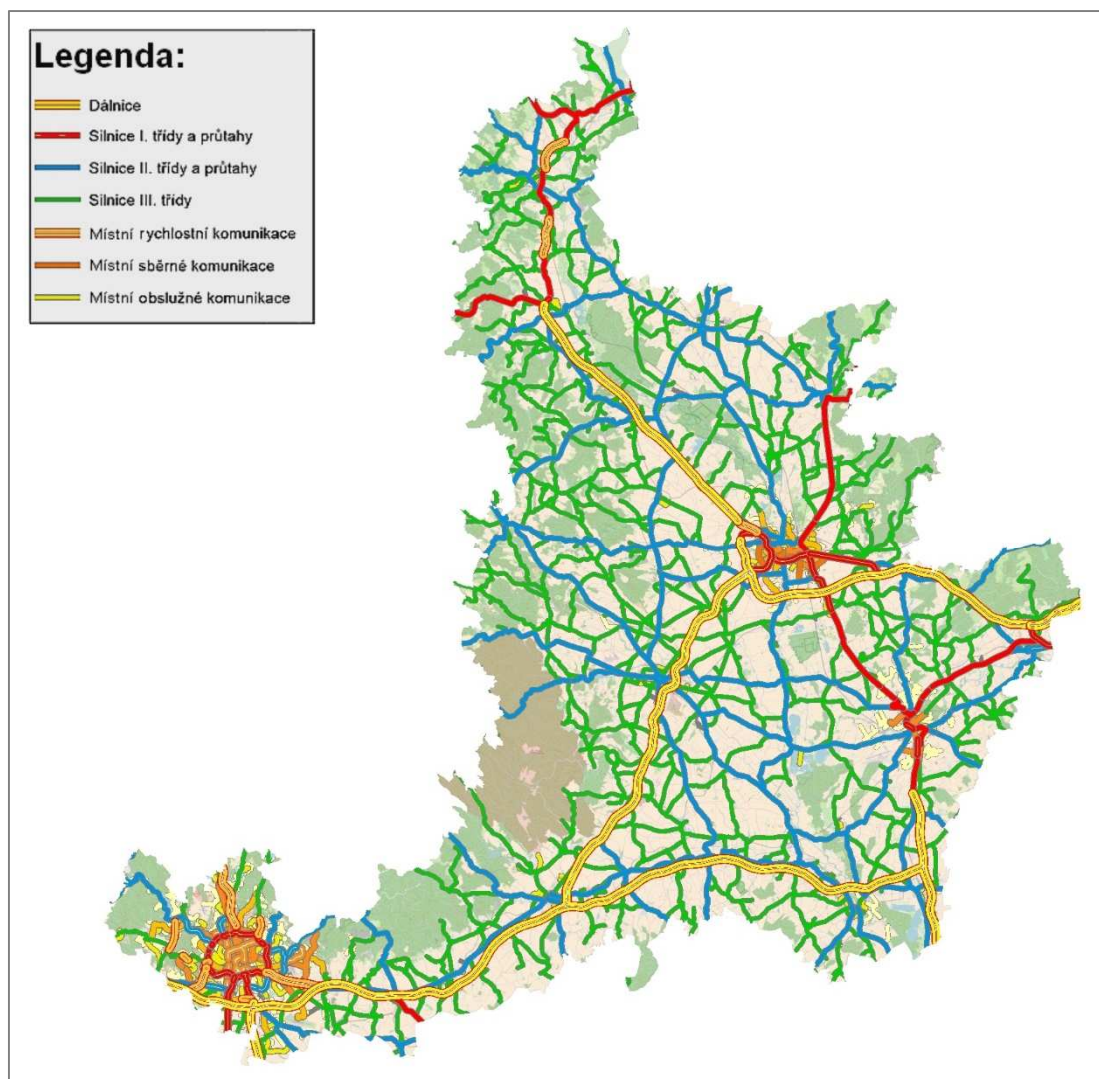 Legenda:
Dálnice
Silnice I. třídy a průtahy
Silnice II. třídy a průtahy
Silnice III. třídy
Místní rychlostní komunikace
Místní sběrné komunikace
Místní obslužné komunikace